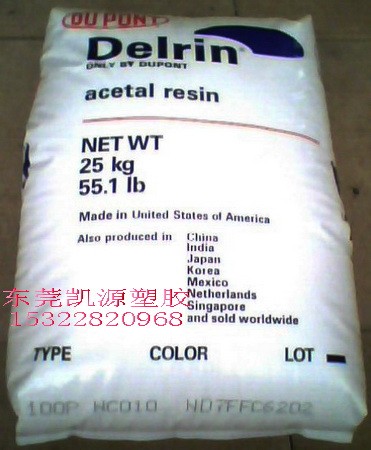 DU PONT
Delrin
ONLY BY DUPONT
acetal resin
NET WT
25 kg
55.1 lb
Made in United States of America
Also produced in China
India
Japan
Korea
Mexico
Netherlands
Singapore
and sold worldwide
东莞凯源塑胶
15322820968
TYPE COLOR LOT
100P NC010 ND7FFC6202